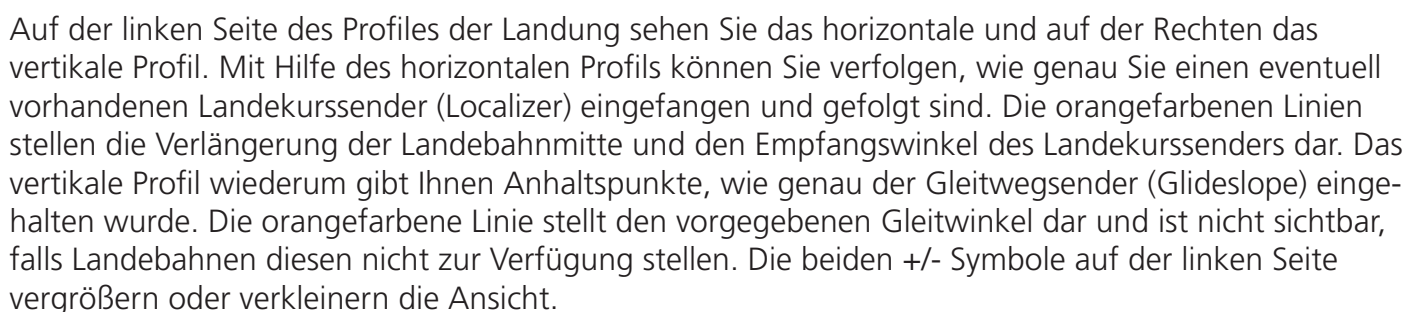 Auf der linken Seite des Profiles der Landung sehen Sie das horizontale und auf der Rechten das
vertikale Profil. Mit Hilfe des horizontalen Profils können Sie verfolgen, wie genau Sie einen eventuell
vorhandenen Landekurssender (Localizer) eingefangen und gefolgt sind. Die orangefarbenen Linien
stellen die Verlängerung der Landebahnmitte und den Empfangswinkel des Landekurssenders dar. Das
vertikale Profil wiederum gibt Ihnen Anhaltspunkte, wie genau der Gleitwegsender (Glideslope) einge-
halten wurde. Die orangefarbene Linie stellt den vorgegebenen Gleitwinkel dar und ist nicht sichtbar,
falls Landebahnen diesen nicht zur Verfügung stellen. Die beiden +/- Symbole auf der linken Seite
vergrößern oder verkleinern die Ansicht.